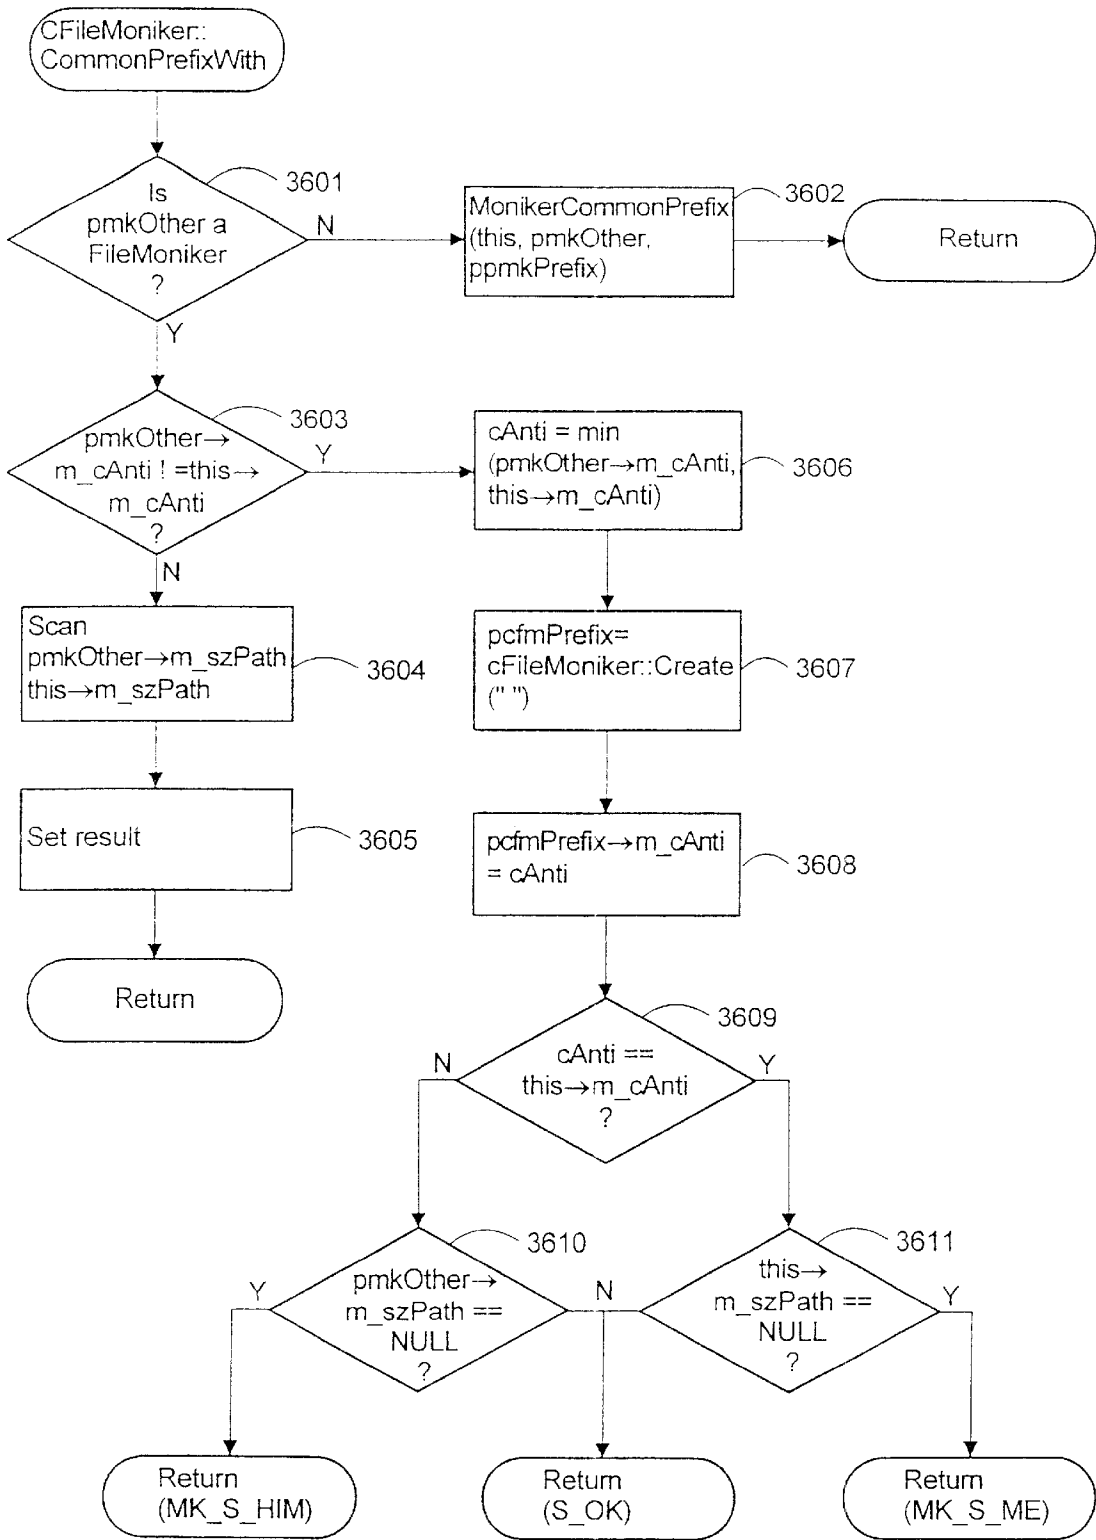 CFileMoniker::
CommonPrefixWith
3601
Is
pmkOther a
FileMoniker
?
N
Y
3602
MonikerCommonPrefix
(this, pmkOther,
ppmkPrefix)
Return
3603
pmkOther→
m_cAnti ! =this→
m_cAnti
?
Y
N
cAnti = min
(pmkOther→m_cAnti,
this→m_cAnti)
3606
Scan
pmkOther→m_szPath
this→m_szPath
3604
pcfmPrefix=
cFileMoniker::Create
(" ")
3607
Set result
3605
pcfmPrefix→m_cAnti
= cAnti
3608
Return
3609
cAnti ==
this→m_cAnti
?
N
Y
3610
pmkOther→
m_szPath ==
NULL
?
Y
N
3611
this→
m_szPath ==
NULL
?
Y
Return
(MK_S_HIM)
Return
(S_OK)
Return
(MK_S_ME)